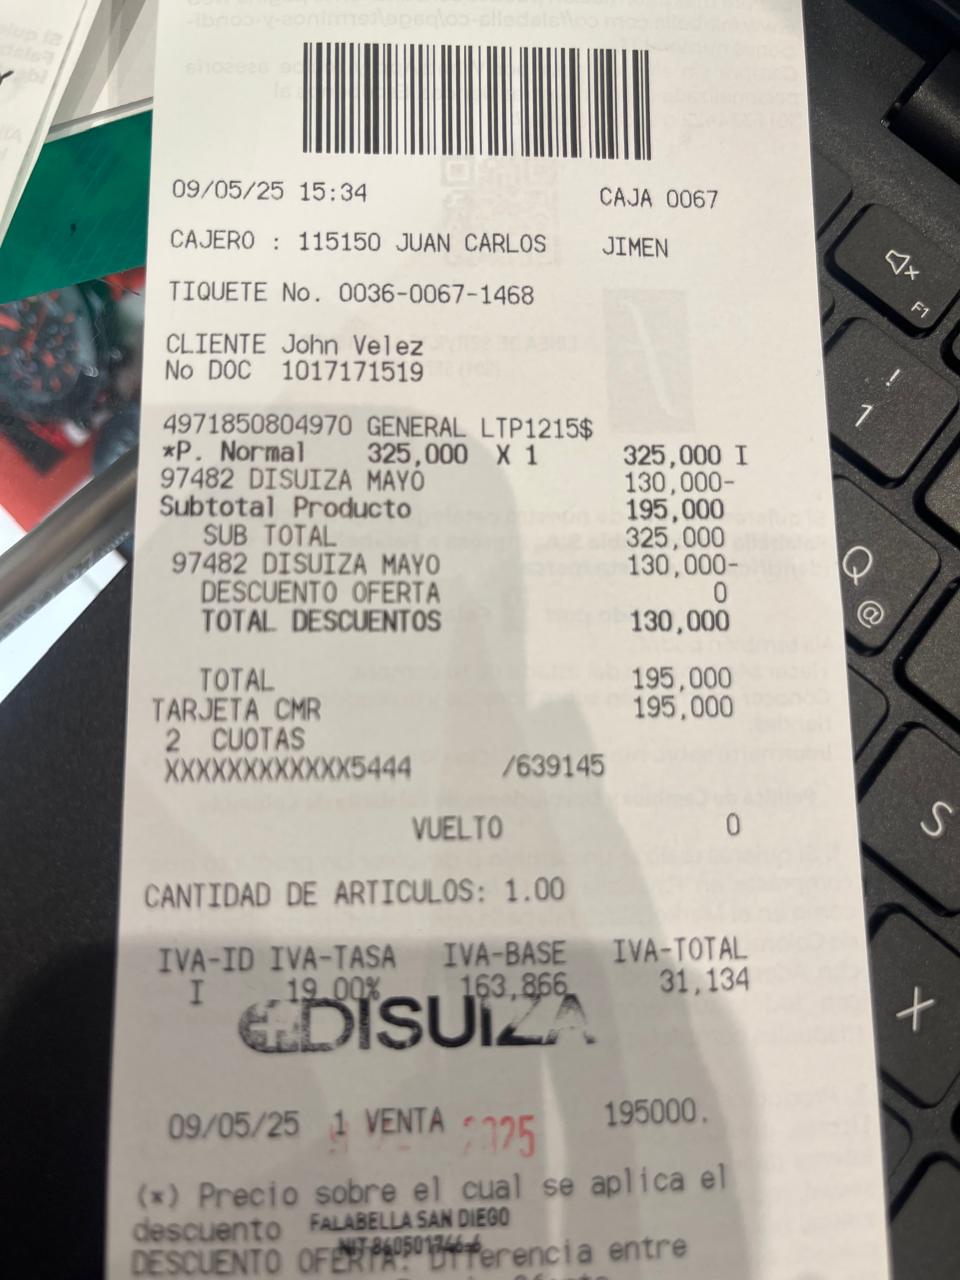 09/05/25 15:34 CAJA 0067
CAJERO : 115150 JUAN CARLOS JIMEN
TIQUETE No. 0036-0067-1468
CLIENTE John Velez
No DOC 1017171519
4971850804970 GENERAL LTP1215$
*P. Normal 325,000 X 1 325,000 I
97482 DISUIZA MAYO 130,000-
Subtotal Producto 195,000
SUB TOTAL 325,000
97482 DISUIZA MAYO 130,000-
DESCUENTO OFERTA 0
TOTAL DESCUENTOS 130,000
TOTAL 195,000
TARJETA CMR 195,000
2 CUOTAS
XXXXXXXXXXXX5444 /639145
VUELTO 0
CANTIDAD DE ARTICULOS: 1.00
IVA-ID IVA-TASA IVA-BASE IVA-TOTAL
I 19.00% 163,866 31,134
DISUIZA
09/05/25 1 VENTA 195000.
2025
(*) Precio sobre el cual se aplica el
descuento FALABELLA SAN DIEGO
DESCUENTO OFERTA: Diferencia entre
F1
!
1
Q
@
S
X